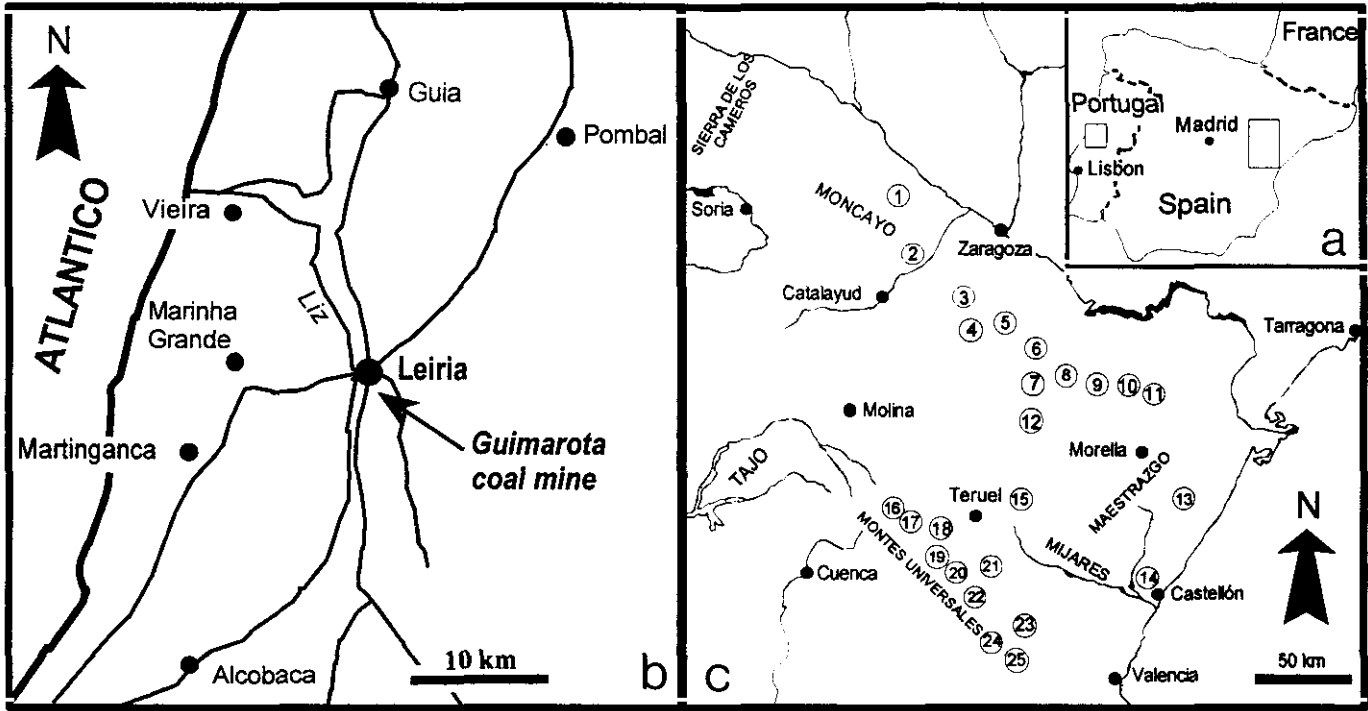 N
ATLANTICO
Guia
Pombal
Vieira
Liz
Marinha
Grande
Leiria
Martinganca
Guimarota
coal mine
Alcobaca
10 km
b
SIERRA DE LOS
CAMEROS
Soria
MONCAYO
1
2
Zaragoza
Catalayud
3
4
5
6
7
8
9
10
11
12
Molina
Morella
MAESTRAZGO
13
TAJO
Teruel
15
16
17
18
19
20
21
22
23
24
25
MONTES UNIVERSALES
MIJARES
14
Castellón
Cuenca
Valencia
Tarragona
N
50 km
c
France
Portugal
Madrid
Lisbon
Spain
a